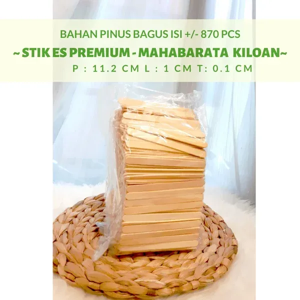 BAHAN PINUS BAGUS ISI +/- 870 PCS
~ STIK ES PREMIUM - MAHABARATA KILOAN~
P : 11.2 CM L : 1 CM T: 0.1 CM